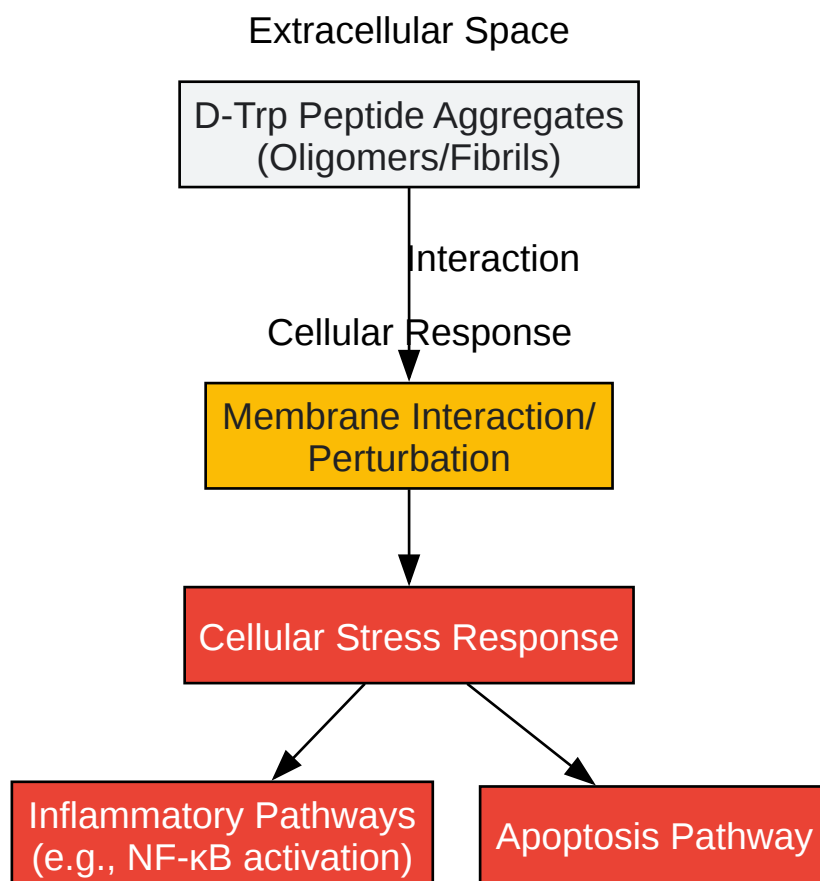 Extracellular Space
D-Trp Peptide Aggregates
(Oligomers/Fibrils)
Interaction
Cellular Response
Membrane Interaction/
Perturbation
Cellular Stress Response
Inflammatory Pathways
(e.g., NF-κB activation)
Apoptosis Pathway